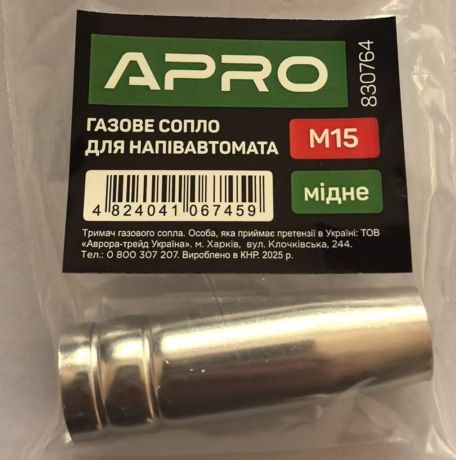 APRO
830764
ГАЗОВЕ СОПЛО
ДЛЯ НАПІВАВТОМАТА
M15
мідне
4 824041 067459
Тримач газового сопла. Особа, яка приймає претензії в Україні: ТОВ
«Аврора-трейд Україна». м. Харків, вул. Клочківська, 244.
Тел.: 0 800 307 207. Вироблено в КНР. 2025 р.